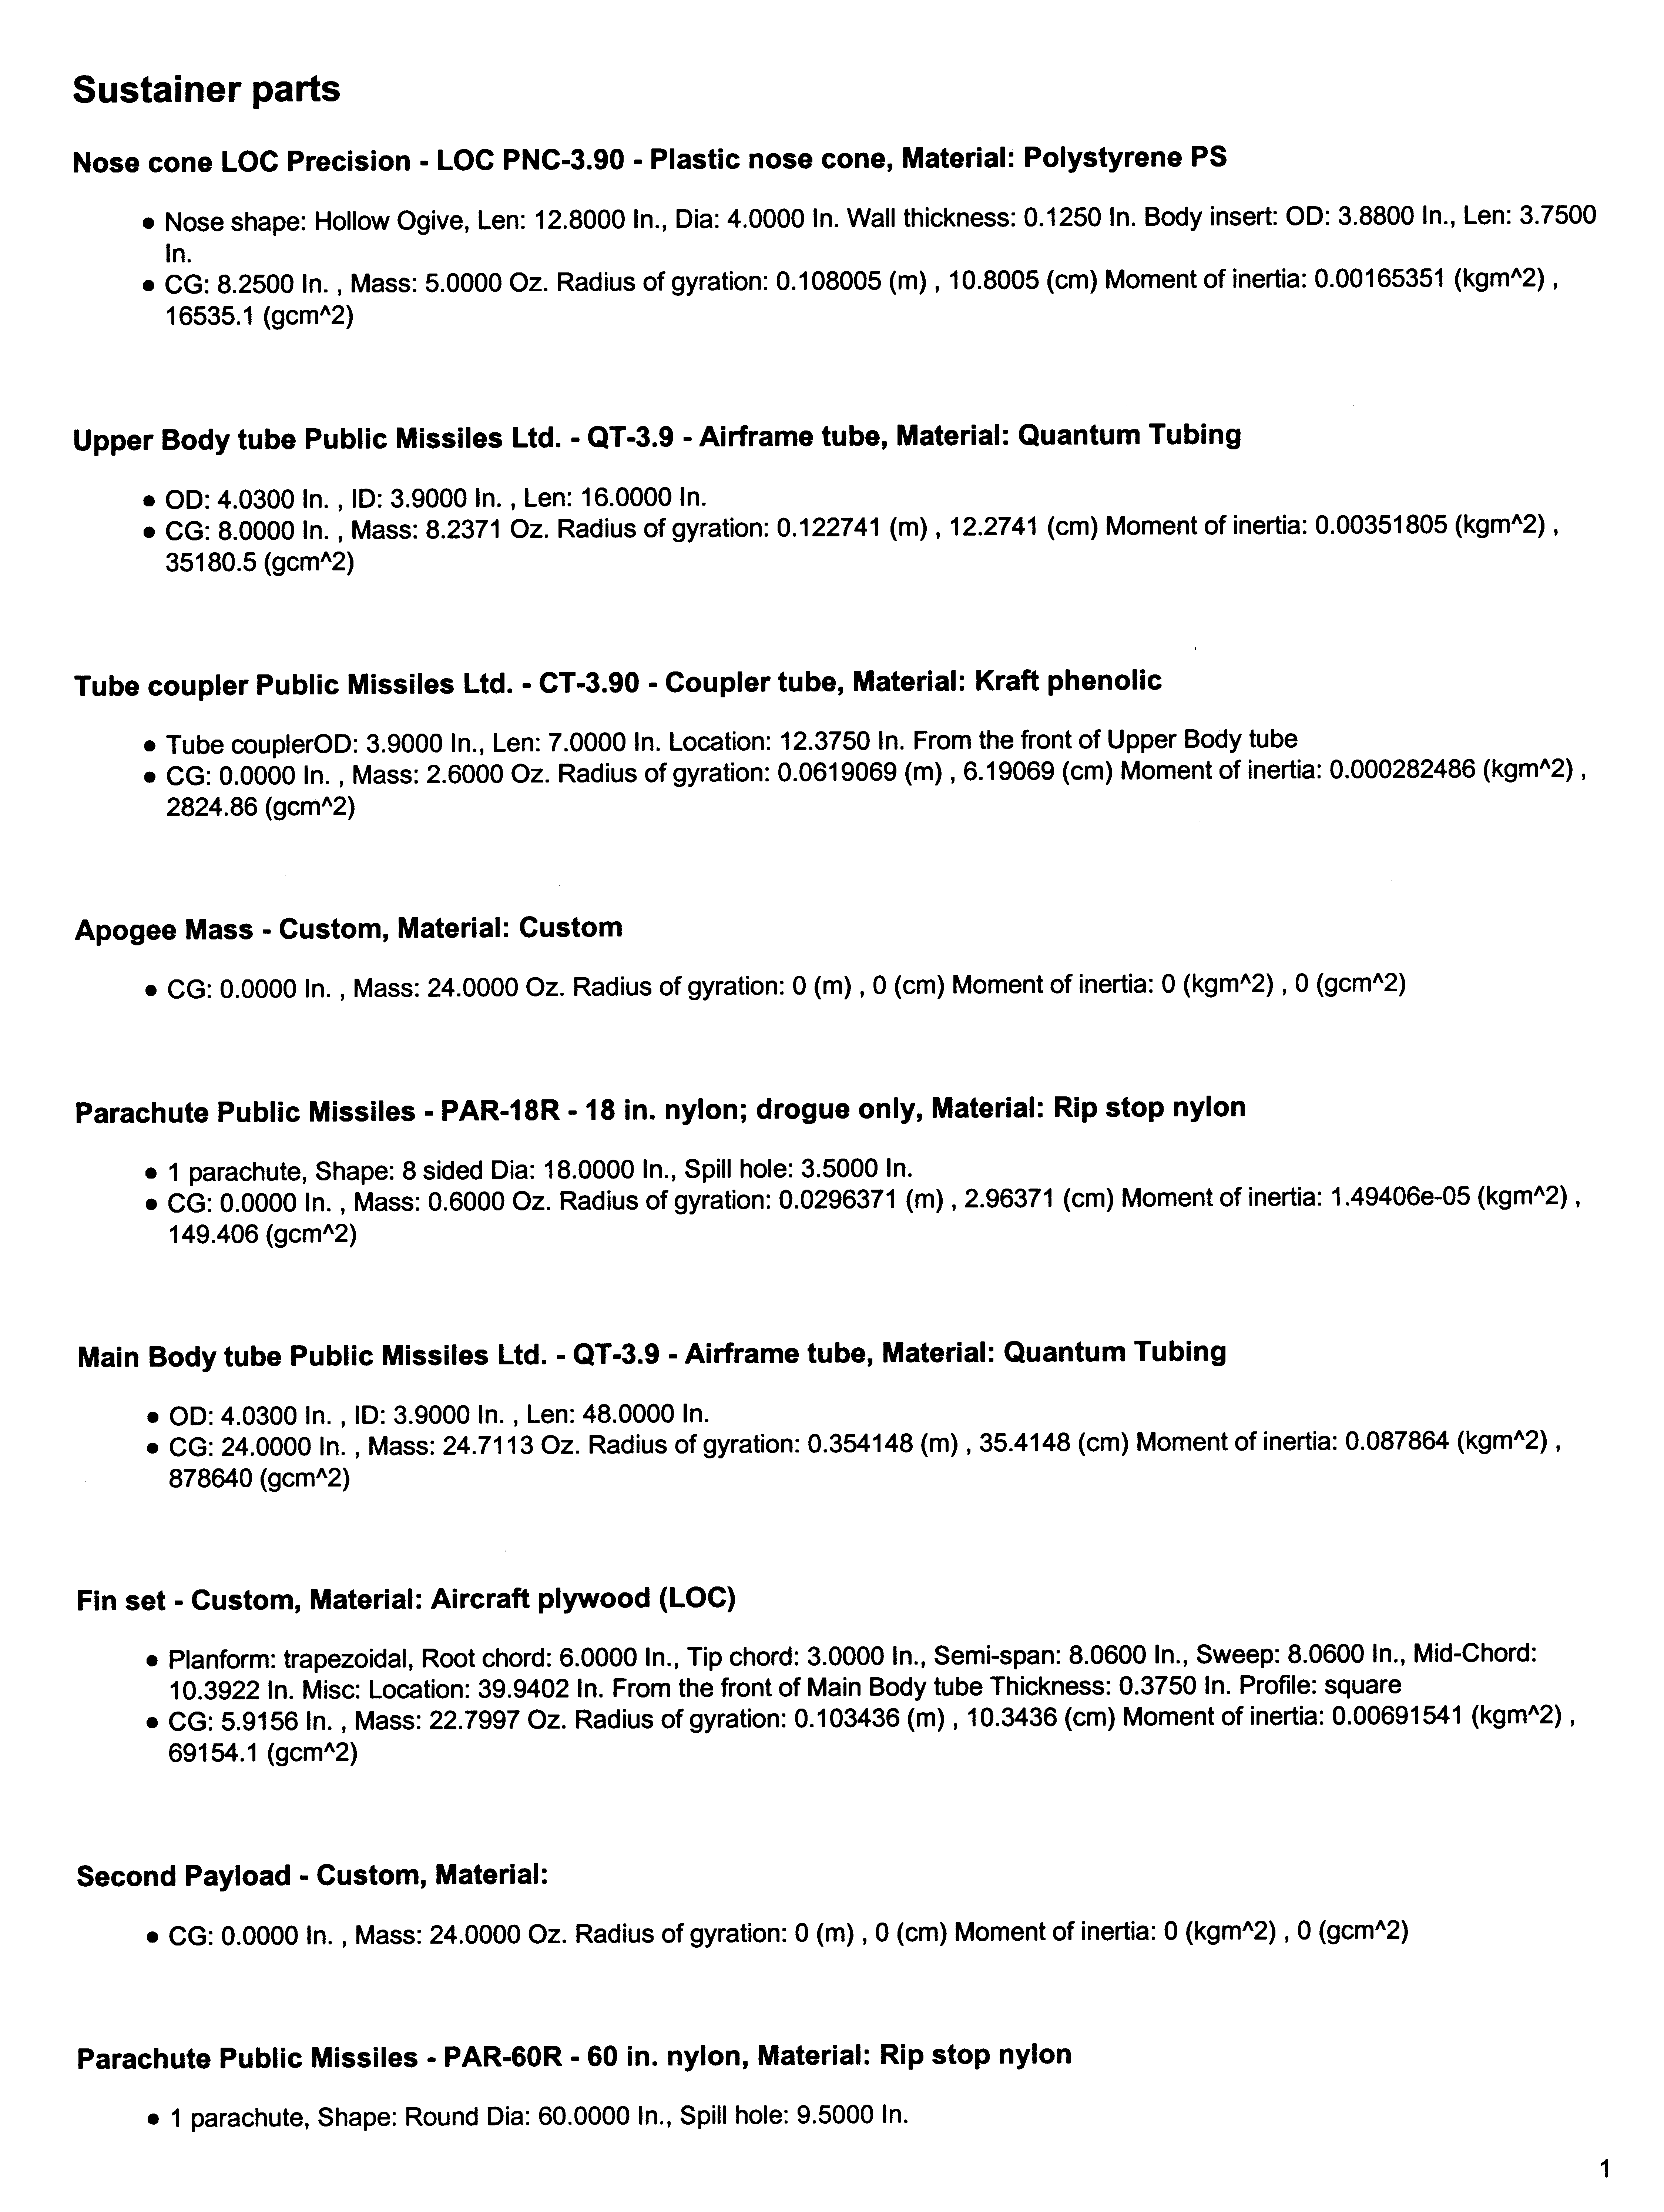 Sustainer parts
Nose cone LOC Precision - LOC PNC-3.90 - Plastic nose cone, Material: Polystyrene PS
● Nose shape: Hollow Ogive, Len: 12.8000 In., Dia: 4.0000 In. Wall thickness: 0.1250 In. Body insert: OD: 3.8800 In., Len: 3.7500
In.
● CG: 8.2500 In. , Mass: 5.0000 Oz. Radius of gyration: 0.108005 (m) , 10.8005 (cm) Moment of inertia: 0.00165351 (kgm^2) ,
16535.1 (gcm^2)
Upper Body tube Public Missiles Ltd. - QT-3.9 - Airframe tube, Material: Quantum Tubing
● OD: 4.0300 In. , ID: 3.9000 In. , Len: 16.0000 In.
● CG: 8.0000 In. , Mass: 8.2371 Oz. Radius of gyration: 0.122741 (m) , 12.2741 (cm) Moment of inertia: 0.00351805 (kgm^2) ,
35180.5 (gcm^2)
Tube coupler Public Missiles Ltd. - CT-3.90 - Coupler tube, Material: Kraft phenolic
● Tube couplerOD: 3.9000 In., Len: 7.0000 In. Location: 12.3750 In. From the front of Upper Body tube
● CG: 0.0000 In. , Mass: 2.6000 Oz. Radius of gyration: 0.0619069 (m) , 6.19069 (cm) Moment of inertia: 0.000282486 (kgm^2) ,
2824.86 (gcm^2)
Apogee Mass - Custom, Material: Custom
● CG: 0.0000 In. , Mass: 24.0000 Oz. Radius of gyration: 0 (m) , 0 (cm) Moment of inertia: 0 (kgm^2) , 0 (gcm^2)
Parachute Public Missiles - PAR-18R - 18 in. nylon; drogue only, Material: Rip stop nylon
● 1 parachute, Shape: 8 sided Dia: 18.0000 In., Spill hole: 3.5000 In.
● CG: 0.0000 In. , Mass: 0.6000 Oz. Radius of gyration: 0.0296371 (m) , 2.96371 (cm) Moment of inertia: 1.49406e-05 (kgm^2) ,
149.406 (gcm^2)
Main Body tube Public Missiles Ltd. - QT-3.9 - Airframe tube, Material: Quantum Tubing
● OD: 4.0300 In. , ID: 3.9000 In. , Len: 48.0000 In.
● CG: 24.0000 In. , Mass: 24.7113 Oz. Radius of gyration: 0.354148 (m) , 35.4148 (cm) Moment of inertia: 0.087864 (kgm^2) ,
878640 (gcm^2)
Fin set - Custom, Material: Aircraft plywood (LOC)
● Planform: trapezoidal, Root chord: 6.0000 In., Tip chord: 3.0000 In., Semi-span: 8.0600 In., Sweep: 8.0600 In., Mid-Chord:
10.3922 In. Misc: Location: 39.9402 In. From the front of Main Body tube Thickness: 0.3750 In. Profile: square
● CG: 5.9156 In. , Mass: 22.7997 Oz. Radius of gyration: 0.103436 (m) , 10.3436 (cm) Moment of inertia: 0.00691541 (kgm^2) ,
69154.1 (gcm^2)
Second Payload - Custom, Material:
● CG: 0.0000 In. , Mass: 24.0000 Oz. Radius of gyration: 0 (m) , 0 (cm) Moment of inertia: 0 (kgm^2) , 0 (gcm^2)
Parachute Public Missiles - PAR-60R - 60 in. nylon, Material: Rip stop nylon
● 1 parachute, Shape: Round Dia: 60.0000 In., Spill hole: 9.5000 In.
1